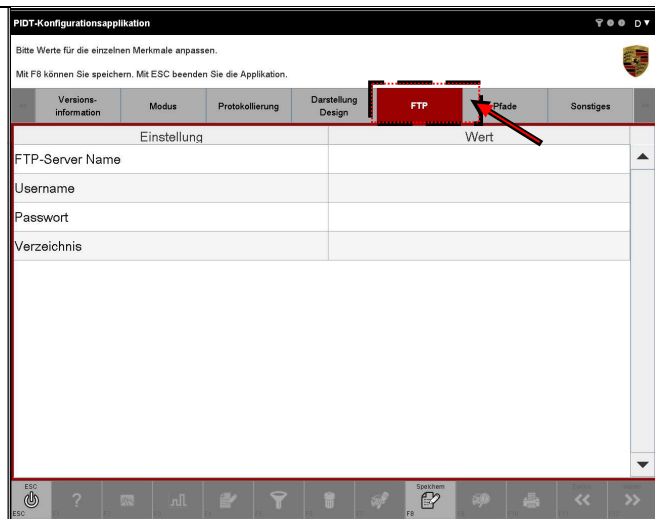 PIDT-Konfigurationsapplikation
D
Bitte Werte für die einzelnen Merkmale anpassen.
Mit F8 können Sie speichern. Mit ESC beenden Sie die Applikation.
Versions-
information
Modus
Protokollierung
Darstellung
Design
FTP
Pfade
Sonstiges
Einstellung
Wert
FTP-Server Name
Username
Passwort
Verzeichnis
ESC
?
Speichern
ESC
F8